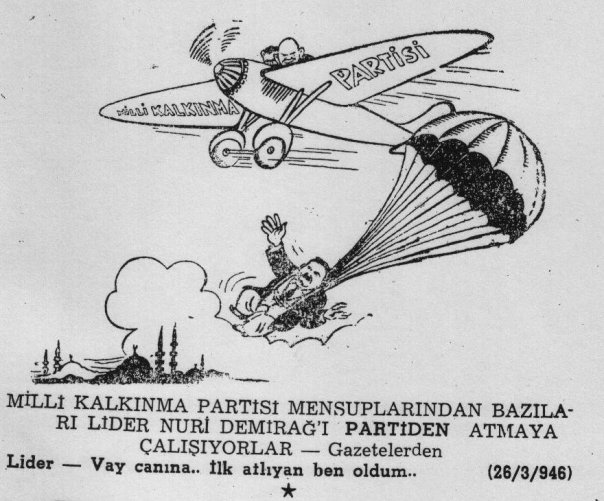 MİLLİ KALKINMA
PARTİSİ
MİLLİ KALKINMA PARTİSİ MENSUPLARINDAN BAZILA-
RI LİDER NURİ DEMİRAĞ'I PARTİDEN ATMAYA
ÇALIŞIYORLAR — Gazetelerden
Lider — Vay canına.. İlk atlıyan ben oldum.. (26/3/946)